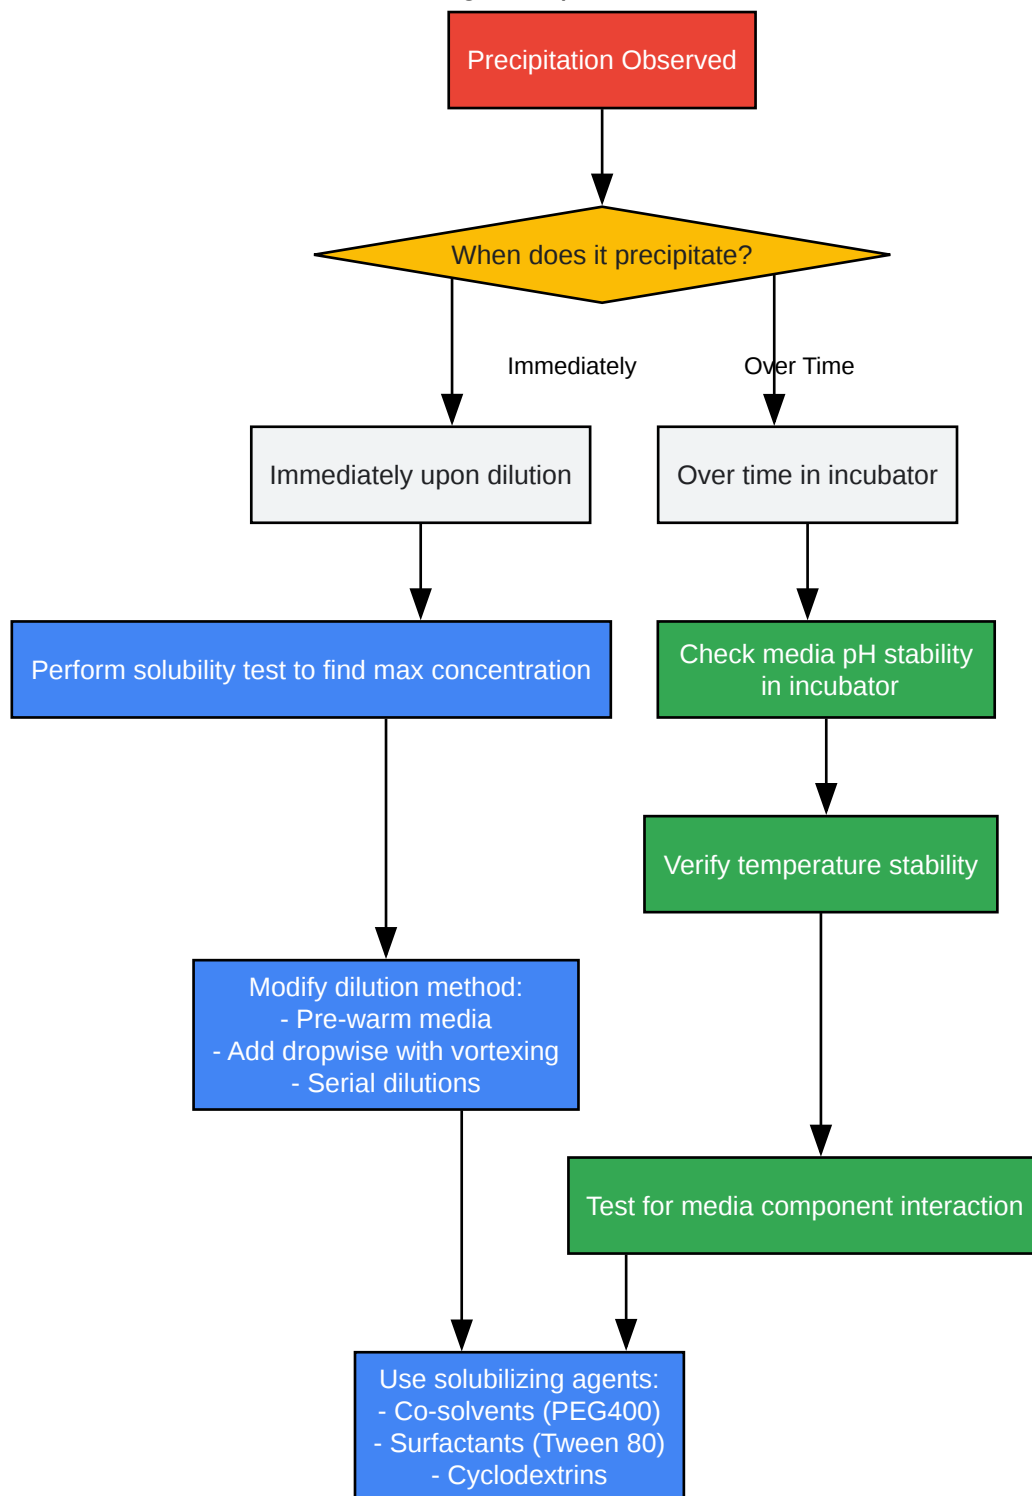 Precipitation Observed
When does it precipitate?
Immediately
Over Time
Immediately upon dilution
Over time in incubator
Perform solubility test to find max concentration
Check media pH stability
in incubator
Verify temperature stability
Modify dilution method:
- Pre-warm media
- Add dropwise with vortexing
- Serial dilutions
Test for media component interaction
Use solubilizing agents:
- Co-solvents (PEG400)
- Surfactants (Tween 80)
- Cyclodextrins